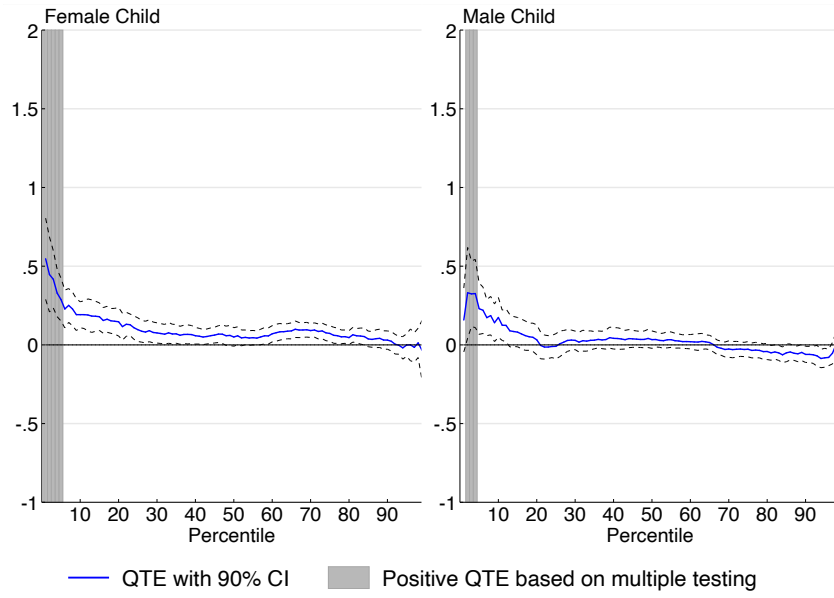 Female Child
2
1.5
1
.5
0
-.5
-1
10 20 30 40 50 60 70 80 90
Percentile
Male Child
2
1.5
1
.5
0
-.5
-1
10 20 30 40 50 60 70 80 90
Percentile
QTE with 90% CI Positive QTE based on multiple testing